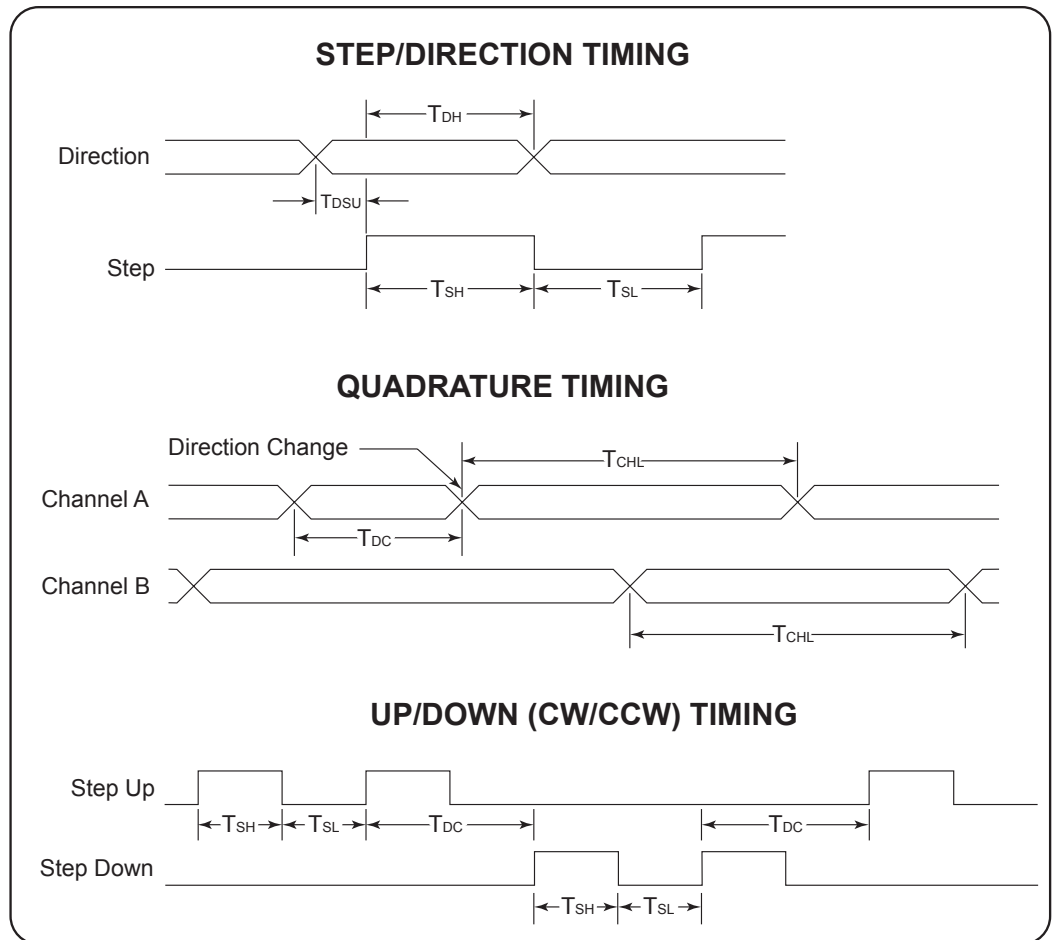 STEP/DIRECTION TIMING
TDH
Direction
TDSU
Step
TSH
TSL
QUADRATURE TIMING
Direction Change
TCHL
Channel A
TDC
Channel B
TCHL
UP/DOWN (CW/CCW) TIMING
Step Up
TSH TSL TDC TDC
Step Down
TSH TSL